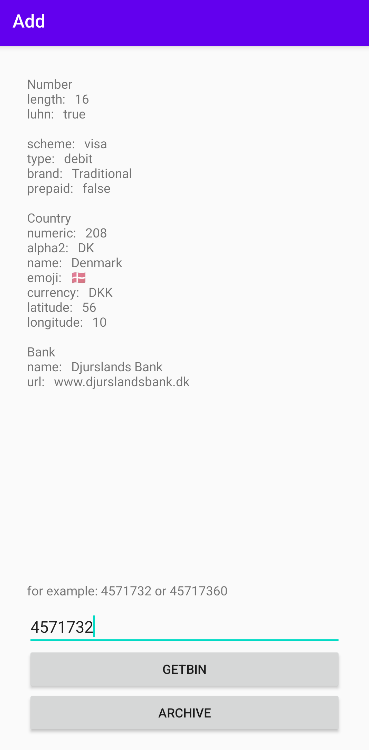 Add
Number
length: 16
luhn: true
scheme: visa
type: debit
brand: Traditional
prepaid: false
Country
numeric: 208
alpha2: DK
name: Denmark
emoji: 🇩🇰
currency: DKK
latitude: 56
longitude: 10
Bank
name: Djurslands Bank
url: www.djurslandsbank.dk
for example: 4571732 or 45717360
4571732
GETBIN
ARCHIVE